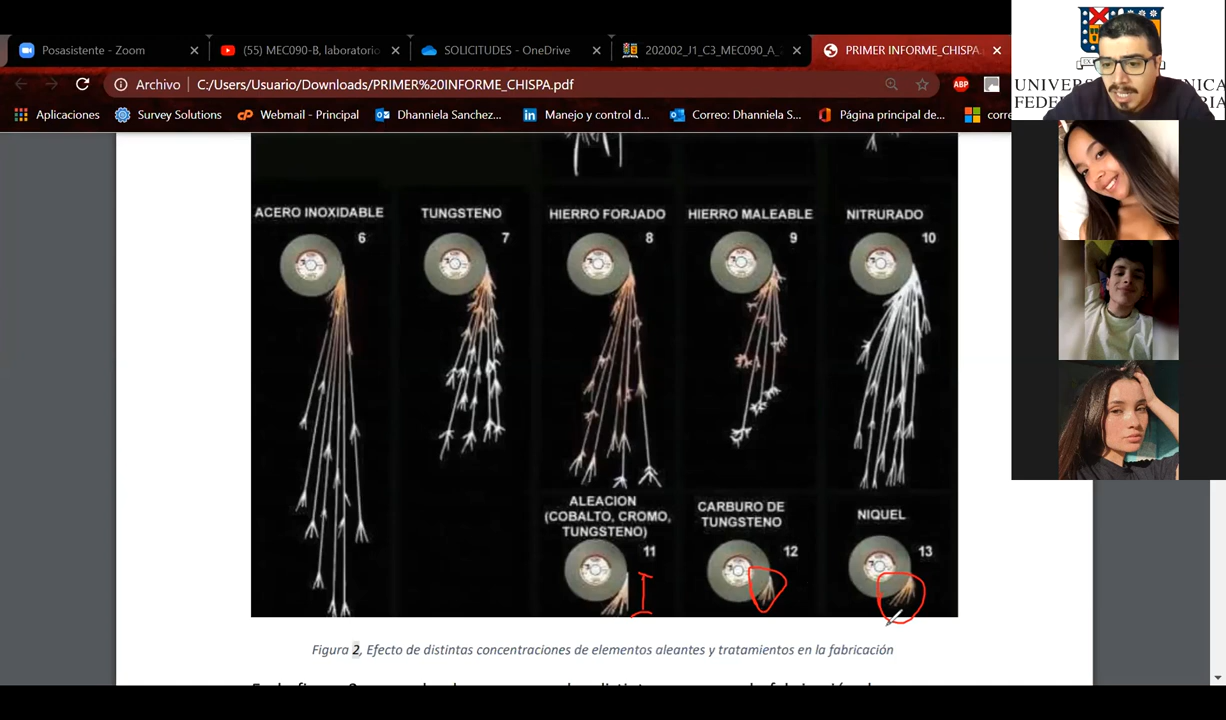 Posasistente - Zoom
(55) MEC090-B, laboratorio
SOLICITUDES - OneDrive
202002_J1_C3_MEC090_A_
PRIMER INFORME_CHISPA.
Archivo
C:/Users/Usuario/Downloads/PRIMER%20INFORME_CHISPA.pdf
ABP
Aplicaciones
Survey Solutions
Webmail - Principal
Dhanniela Sanchez...
Manejo y control d...
Correo: Dhanniela S...
Página principal de...
ACERO INOXIDABLE
6
TUNGSTENO
7
HIERRO FORJADO
8
HIERRO MALEABLE
9
NITRURADO
10
ALEACION
(COBALTO, CROMO,
TUNGSTENO)
11
CARBURO DE
TUNGSTENO
12
NIQUEL
13
Figura 2, Efecto de distintas concentraciones de elementos aleantes y tratamientos en la fabricación